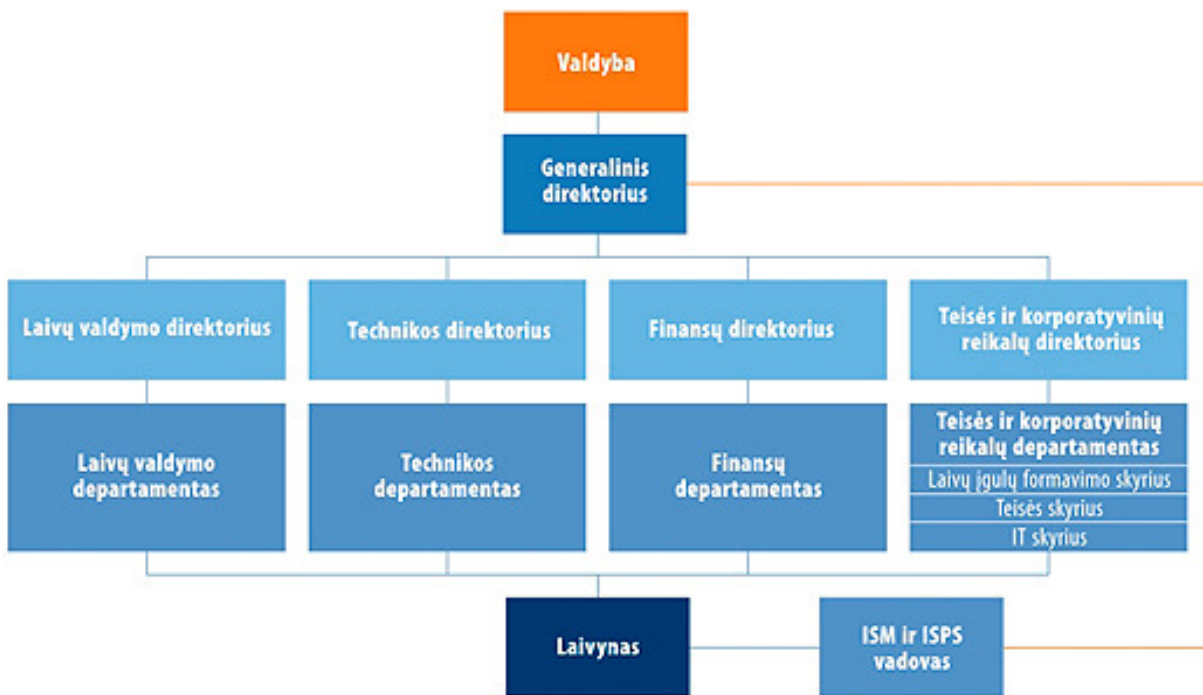 Valdyba
Generalinis
direktorius
Laivų valdymo direktorius
Technikos direktorius
Finansų direktorius
Teisės ir korporatyvinių
reikalų direktorius
Laivų valdymo
departamentas
Technikos
departamentas
Finansų
departamentas
Teisės ir korporatyvinių
reikalų departamentas
Laivų įgulų formavimo skyrius
Teisės skyrius
IT skyrius
Laivynas
ISM ir ISPS
vadovas